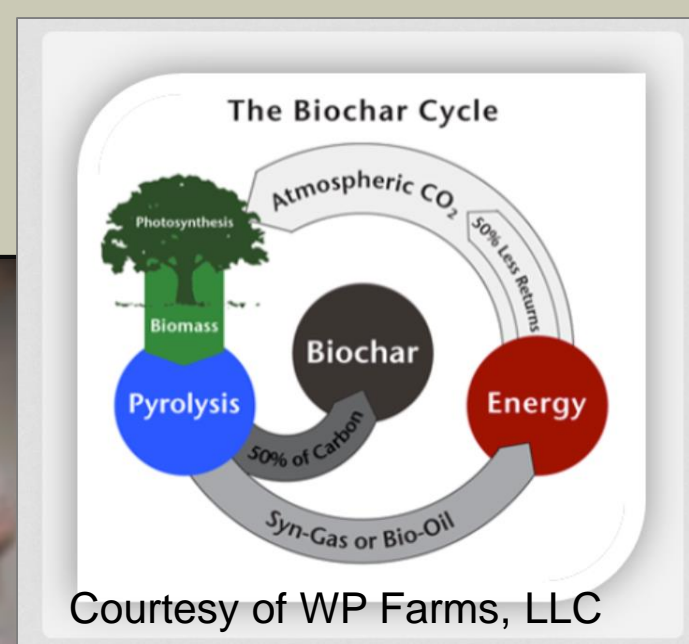 The Biochar Cycle
Atmospheric CO₂
Photosynthesis
50% Less Returns
Biomass
Biochar
Pyrolysis
Energy
50% of Carbon
Syn-Gas or Bio-Oil
Courtesy of WP Farms, LLC